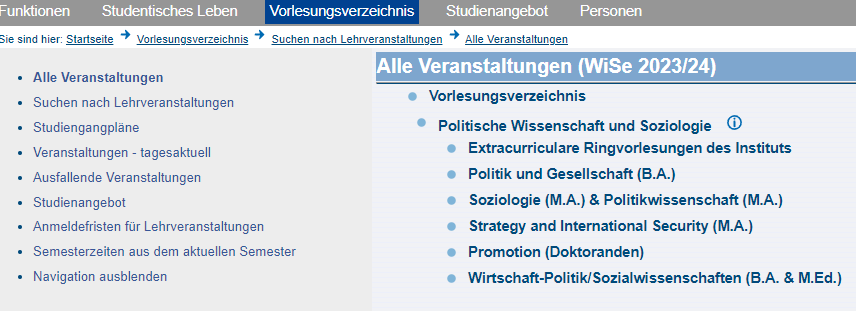 Funktionen Studentisches Leben Vorlesungsverzeichnis Studienangebot Personen
Sie sind hier: Startseite Vorlesungsverzeichnis Suchen nach Lehrveranstaltungen Alle Veranstaltungen
Alle Veranstaltungen
Suchen nach Lehrveranstaltungen
Studiengangpläne
Veranstaltungen - tagesaktuell
Ausfallende Veranstaltungen
Studienangebot
Anmeldefristen für Lehrveranstaltungen
Semesterzeiten aus dem aktuellen Semester
Navigation ausblenden
Alle Veranstaltungen (WiSe 2023/24)
Vorlesungsverzeichnis
Politische Wissenschaft und Soziologie
Extracurriculare Ringvorlesungen des Instituts
Politik und Gesellschaft (B.A.)
Soziologie (M.A.) & Politikwissenschaft (M.A.)
Strategy and International Security (M.A.)
Promotion (Doktoranden)
Wirtschaft-Politik/Sozialwissenschaften (B.A. & M.Ed.)